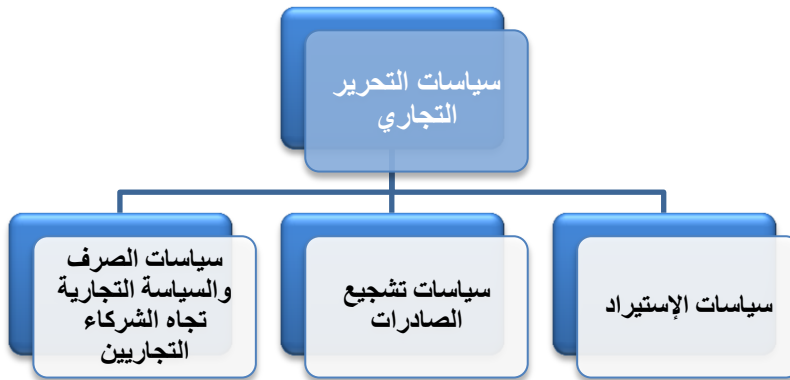 سياسات التحرير
التجاري
سياسات الإستيراد
سياسات تشجيع
الصادرات
سياسات الصرف
والسياسة التجارية
تجاه الشركاء
التجاريين